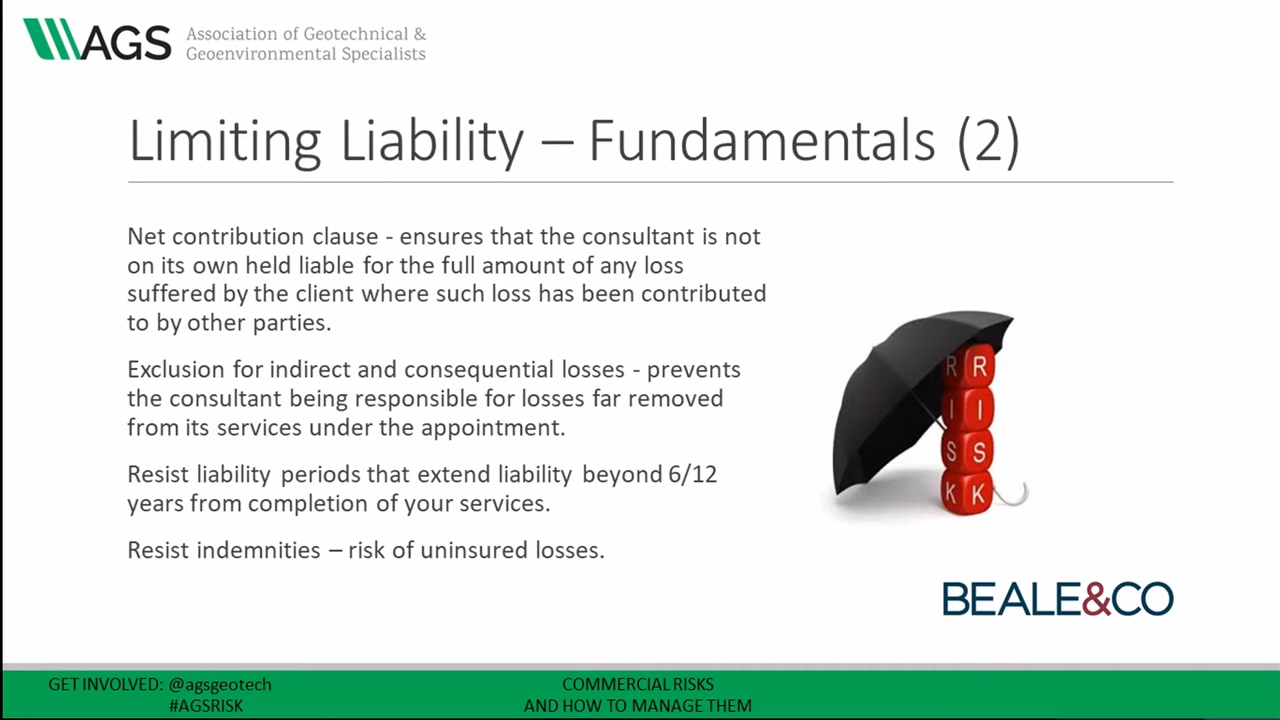 AGS
Association of Geotechnical &
Geoenvironmental Specialists
Limiting Liability – Fundamentals (2)
Net contribution clause - ensures that the consultant is not
on its own held liable for the full amount of any loss
suffered by the client where such loss has been contributed
to by other parties.
Exclusion for indirect and consequential losses - prevents
the consultant being responsible for losses far removed
from its services under the appointment.
Resist liability periods that extend liability beyond 6/12
years from completion of your services.
Resist indemnities – risk of uninsured losses.
R R
I I
S S
K K
BEALE&CO
GET INVOLVED: @agsgeotech
#AGSRISK
COMMERCIAL RISKS
AND HOW TO MANAGE THEM